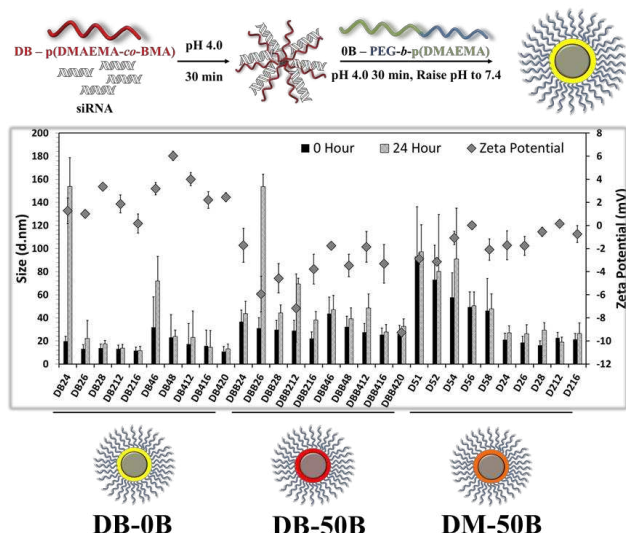 DB – p(DMAEMA-co-BMA)
siRNA
pH 4.0
30 min
0B – PEG-b-p(DMAEMA)
pH 4.0 30 min, Raise pH to 7.4
0 Hour 24 Hour Zeta Potential
Size (d.nm)
200
180
160
140
120
100
80
60
40
20
0
Zeta Potential (mV)
8
6
4
2
0
-2
-4
-6
-8
-10
-12
DB24 DB26 DB28 DB212 DB216 DB46 DB48 DB412 DB416 DB420 DBB24 DBB26 DBB28 DBB212 DBB216 DBB46 DBB48 DBB412 DBB416 DBB420 D51 D52 D54 D56 D58 D24 D26 D28 D212 D216
DB-0B DB-50B DM-50B